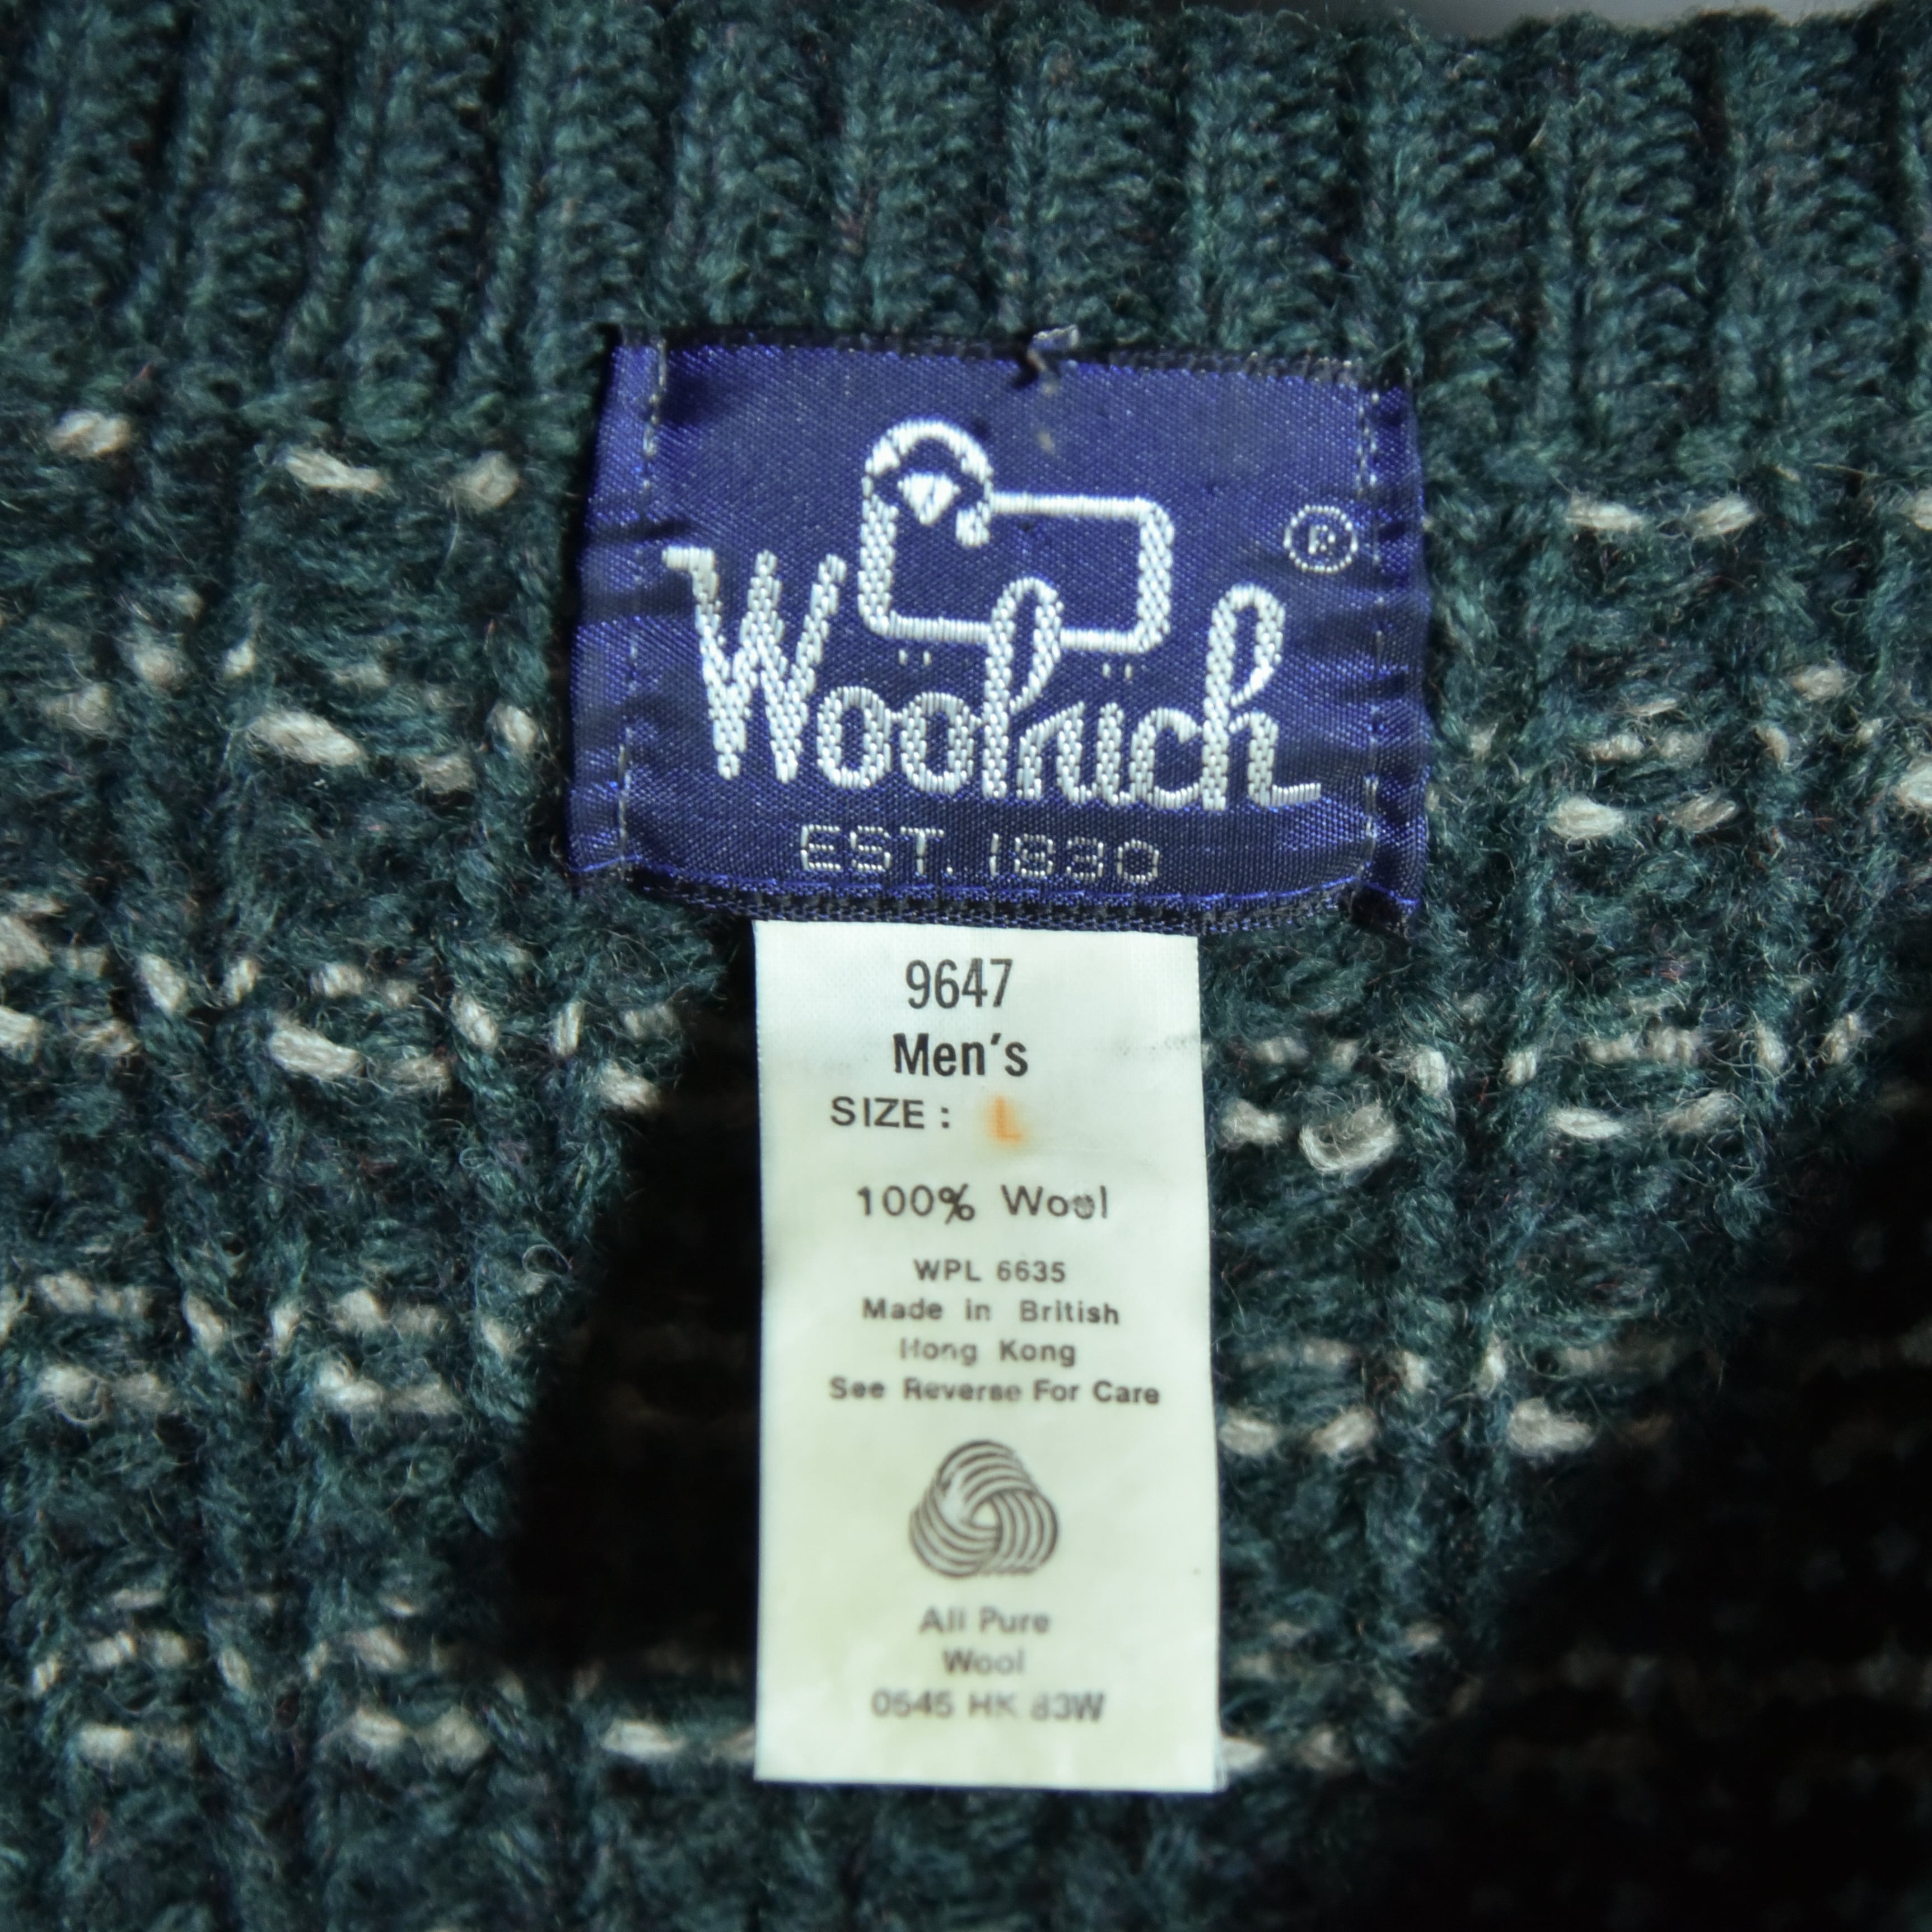 Woolrich ®
EST. 1830
9647
Men's
SIZE: L
100% Wool
WPL 6635
Made in British
Hong Kong
See Reverse For Care
All Pure
Wool
0545 HK 83W